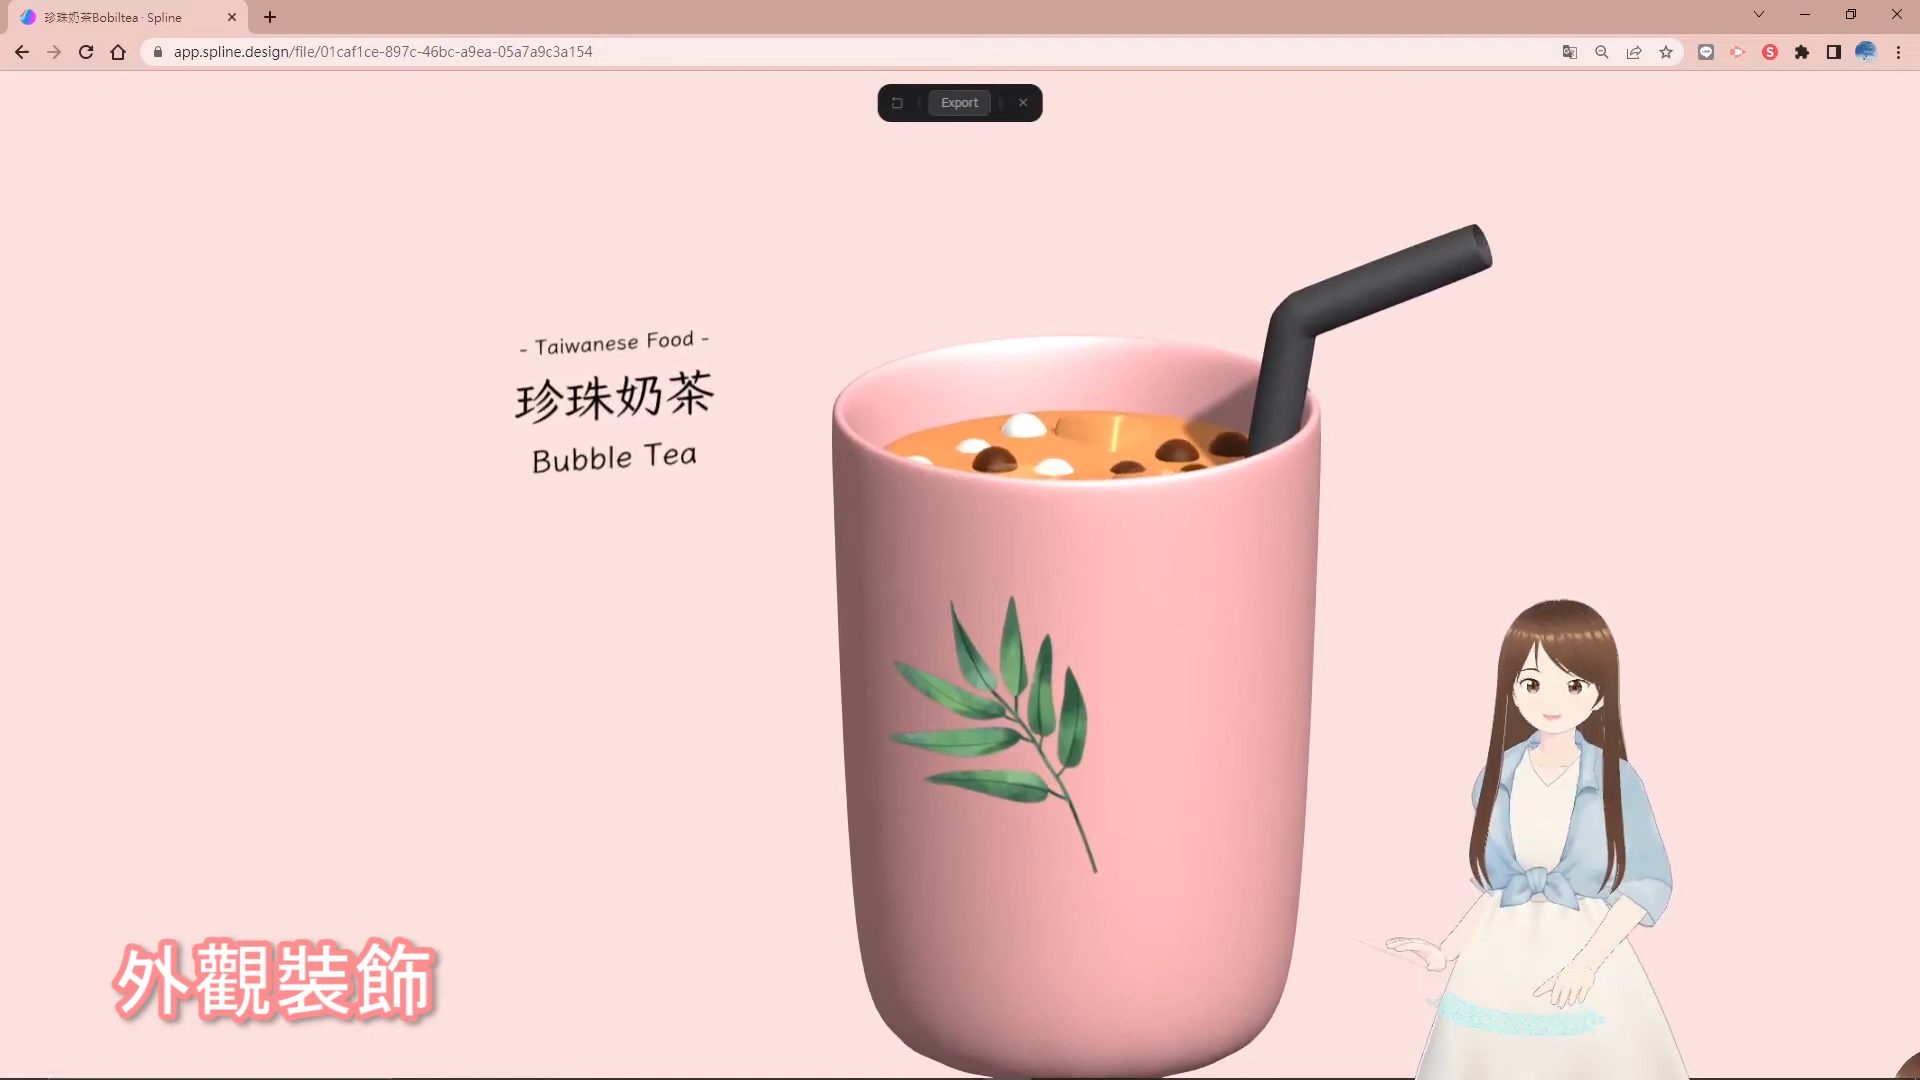 珍珠奶茶Bobiltea · Spline
app.spline.design/file/01caf1ce-897c-46bc-a9ea-05a7a9c3a154
Export
- Taiwanese Food -
珍珠奶茶
Bubble Tea
外觀裝飾